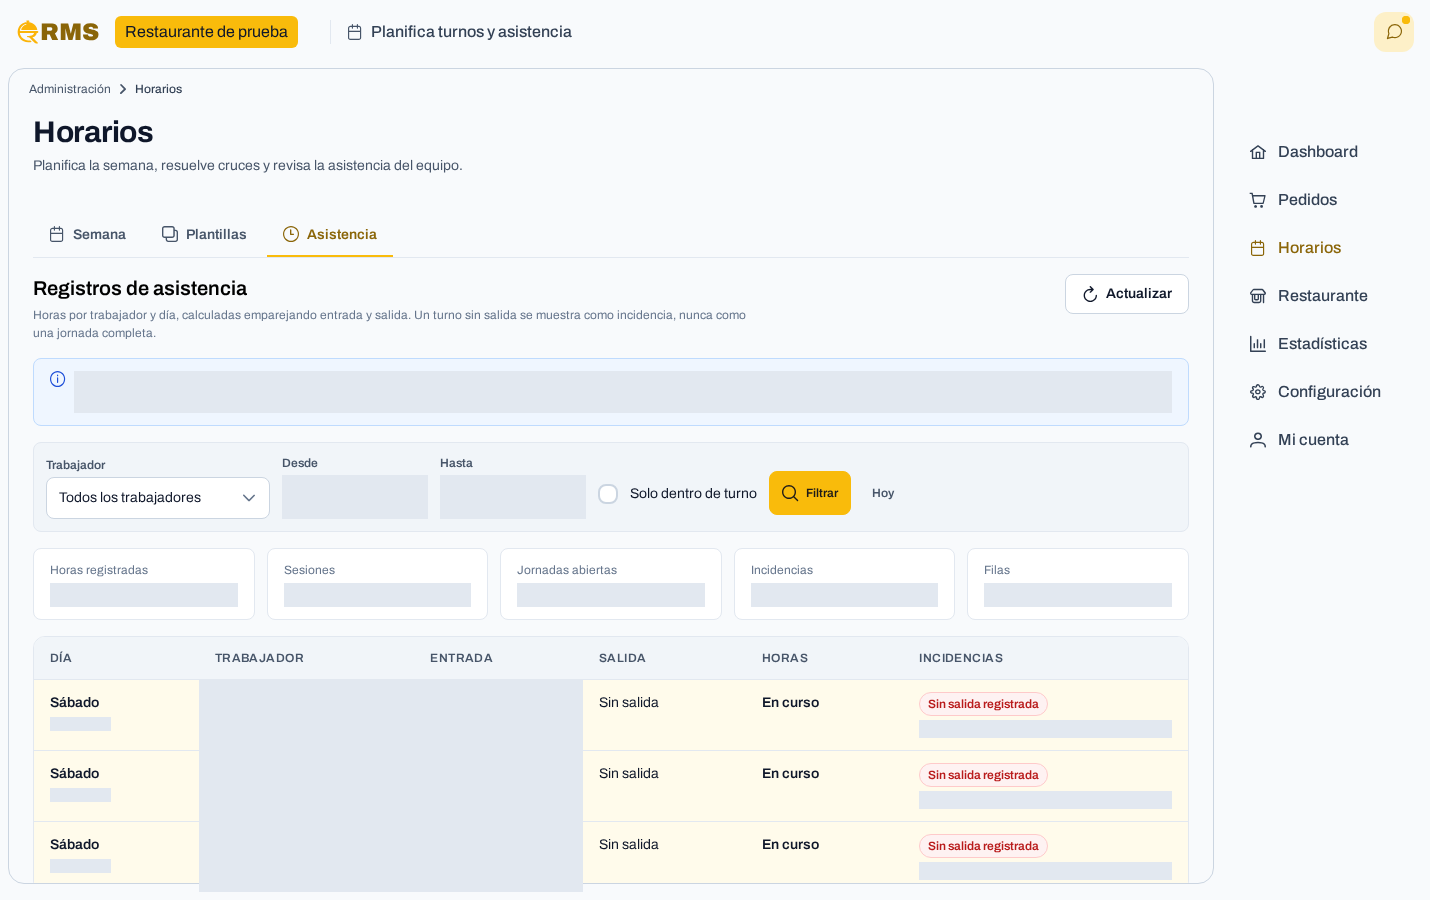 RMS
Restaurante de prueba
Planifica turnos y asistencia
Administración
Horarios
Horarios
Planifica la semana, resuelve cruces y revisa la asistencia del equipo.
Semana
Plantillas
Asistencia
Registros de asistencia
Horas por trabajador y día, calculadas emparejando entrada y salida. Un turno sin salida se muestra como incidencia, nunca como
una jornada completa.
Actualizar
Trabajador
Todos los trabajadores
Desde
Hasta
Solo dentro de turno
Filtrar
Hoy
Horas registradas
Sesiones
Jornadas abiertas
Incidencias
Filas
DÍA TRABAJADOR ENTRADA SALIDA HORAS INCIDENCIAS
Sábado Sin salida En curso Sin salida registrada
Sábado Sin salida En curso Sin salida registrada
Sábado Sin salida En curso Sin salida registrada
Dashboard
Pedidos
Horarios
Restaurante
Estadísticas
Configuración
Mi cuenta